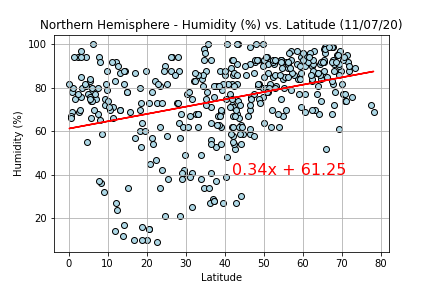 Northern Hemisphere - Humidity (%) vs. Latitude (11/07/20)
Humidity (%)
100
80
60
40
20
0.34x + 61.25
0 10 20 30 40 50 60 70 80
Latitude